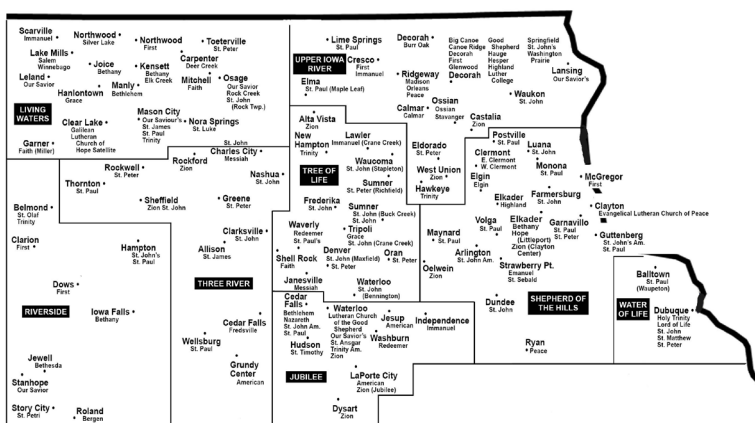 Scarville
Immanuel
Northwood
Silver Lake
Northwood
First
Toeterville
St. Peter
Lake Mills
Salem
Winnebago
Joice
Bethany
Kensett
Bethany
Elk Creek
Carpenter
Deer Creek
Leland
Our Savior
Mitchell
Faith
Osage
Our Savior
Rock Creek
St. John
(Rock Twp.)
Hanlontown
Grace
Manly
Bethlehem
LIVING
WATERS
Clear Lake
Galilean
Lutheran
Church of
Hope Satellite
Mason City
Our Saviour's
St. James
St. Paul
Trinity
Nora Springs
St. Luke
Garner
Faith (Miller)
St. John
Charles City
Messiah
Rockwell
St. Peter
Rockford
Zion
Thornton
St. Paul
Nashua
St. John
Sheffield
Zion St. John
Greene
St. Peter
Belmond
St. Olaf
Trinity
Clarion
First
Hampton
St. John's
St. Paul
Clarksville
St. John
Allison
St. James
Dows
First
THREE RIVER
RIVERSIDE
Iowa Falls
Bethany
Cedar Falls
Fredsville
Wellsburg
St. Paul
Jewell
Bethesda
Grundy
Center
American
Stanhope
Our Savior
Story City
St. Petri
Roland
Bergen
Lime Springs
St. Paul
Decorah
Burr Oak
UPPER IOWA
RIVER
Cresco
First
Immanuel
Big Canoe
Canoe Ridge
Decorah
First
Glenwood
Decorah
Good
Shepherd
Hauge
Hesper
Highland
Luther
College
Springfield
St. John's
Washington
Prairie
Lansing
Our Savior's
Elma
St. Paul (Maple Leaf)
Ridgeway
Madison
Orleans
Peace
Waukon
St. John
Calmar
Calmar
Ossian
Ossian
Stavanger
Castalia
Zion
Alta Vista
Zion
New
Hampton
Trinity
Lawler
Immanuel (Crane Creek)
Waucoma
St. John (Stapleton)
TREE OF
LIFE
Sumner
St. Peter (Richfield)
Eldorado
St. Peter
West Union
Zion
Hawkeye
Trinity
Postville
St. Paul
Clermont
E. Clermont
W. Clermont
Luana
St. John
Monona
St. Paul
McGregor
First
Elgin
Elgin
Farmersburg
St. John
Elkader
Highland
Clayton
Evangelical Lutheran Church of Peace
Frederika
St. John
Sumner
St. John (Buck Creek)
St. John
Waverly
Redeemer
St. Paul's
Tripoli
Grace
St. John (Crane Creek)
Volga
St. Paul
Elkader
Bethany
Hope
(Littleport)
Zion (Clayton
Center)
Garnavillo
St. Paul
St. Peter
Guttenberg
St. John's Am.
St. Paul
Maynard
St. Paul
Shell Rock
Faith
Denver
St. John (Maxfield)
St. Peter
Oran
St. Peter
Oelwein
Zion
Arlington
St. John Am.
Strawberry Pt.
Emanuel
St. Sebald
Balltown
St. Paul
(Waupeton)
Janesville
Messiah
Waterloo
St. John
(Bennington)
Cedar
Falls
Bethlehem
Nazareth
St. John Am.
St. Paul
Waterloo
Lutheran Church
of the Good
Shepherd
Our Savior's
St. Ansgar
Trinity Am.
Zion
Jesup
American
Independence
Immanuel
Dundee
St. John
SHEPHERD OF
THE HILLS
WATER
OF LIFE
Dubuque
Holy Trinity
Lord of Life
St. John
St. Matthew
St. Peter
Hudson
St. Timothy
Washburn
Redeemer
Ryan
Peace
JUBILEE
LaPorte City
American
Zion (Jubilee)
Dysart
Zion